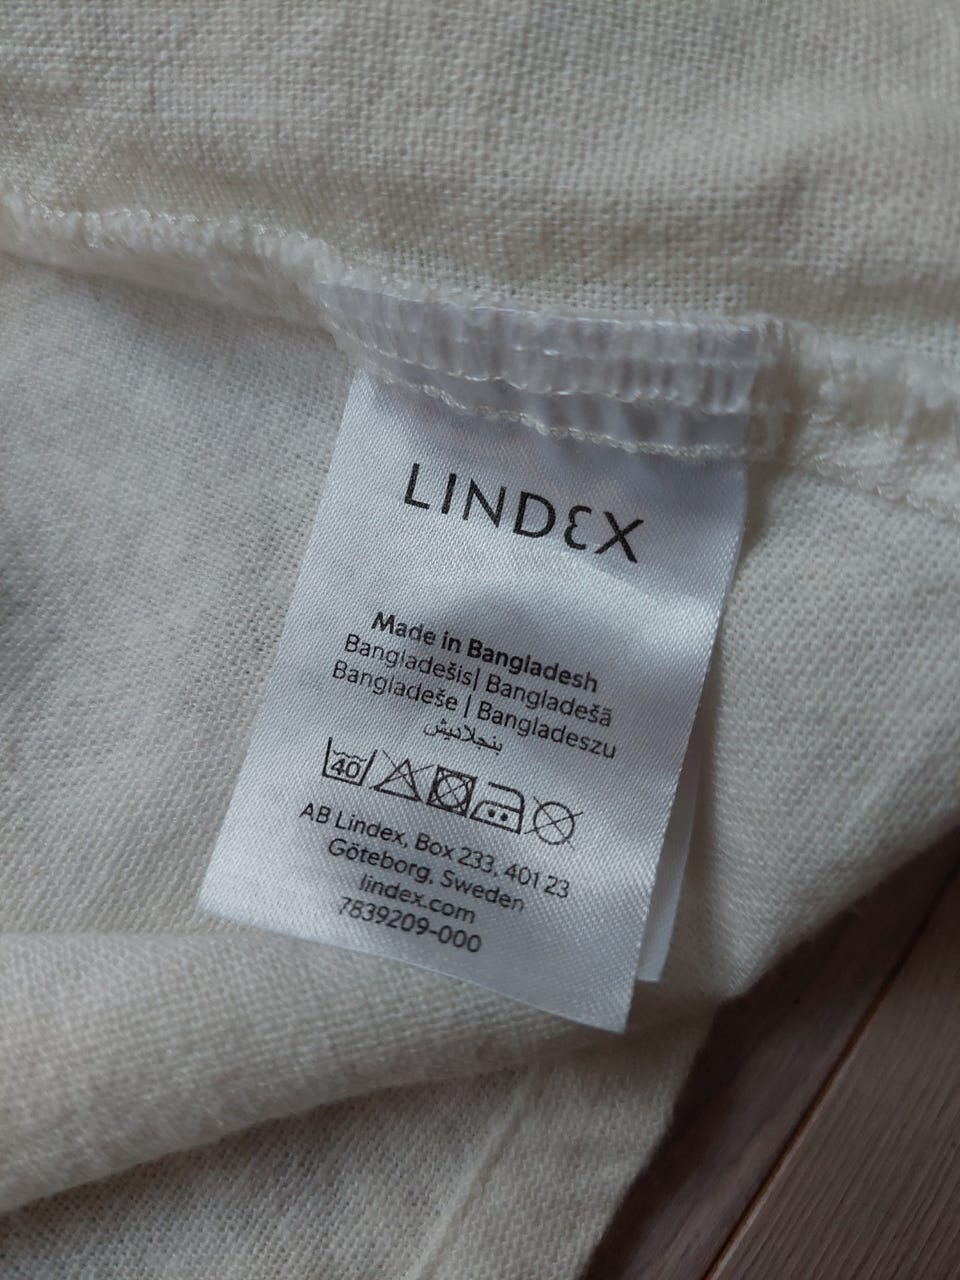 LINDEX
Made in Bangladesh
Bangladešis| Bangladešā
Bangladeše | Bangladeszu
بنجلاديش
40
AB Lindex, Box 233, 401 23
Göteborg, Sweden
lindex.com
7839209-000